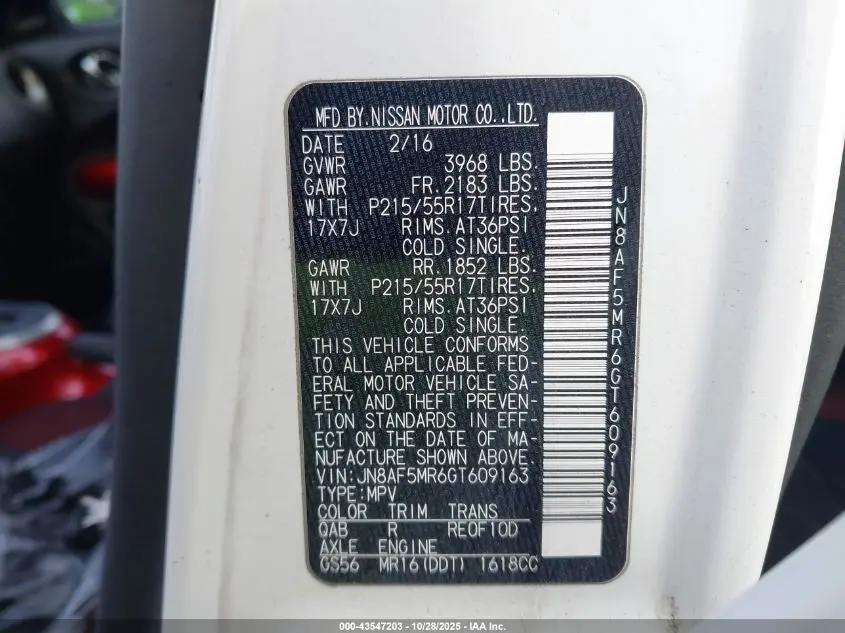 MFD BY.NISSAN MOTOR CO.,LTD.
DATE 2/16
GVWR 3968 LBS.
GAWR FR.2183 LBS.
WITH P215/55R17TIRES,
17X7J RIMS.AT36PSI
COLD SINGLE.
GAWR RR.1852 LBS.
WITH P215/55R17TIRES,
17X7J RIMS.AT36PSI
COLD SINGLE.
THIS VEHICLE CONFORMS
TO ALL APPLICABLE FED-
ERAL MOTOR VEHICLE SA-
FETY AND THEFT PREVEN-
TION STANDARDS IN EFF-
ECT ON THE DATE OF MA-
NUFACTURE SHOWN ABOVE.
VIN:JN8AF5MR6GT609163
TYPE:MPV
COLOR TRIM TRANS
QAB R RE0F10D
AXLE ENGINE
GS56 MR16(DDT) 1618CC
JN8AF5MR6GT609163
000-43547203 | 10/28/2025 | IAA Inc.